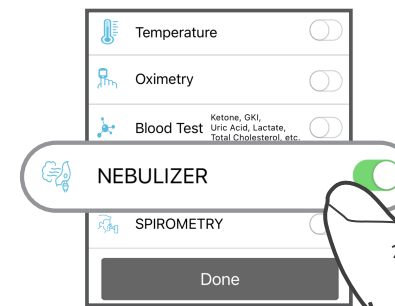 Temperature
Oximetry
Blood Test Ketone, GKI,
Uric Acid, Lactate,
Total Cholesterol, etc.
NEBULIZER
SPIROMETRY
Done